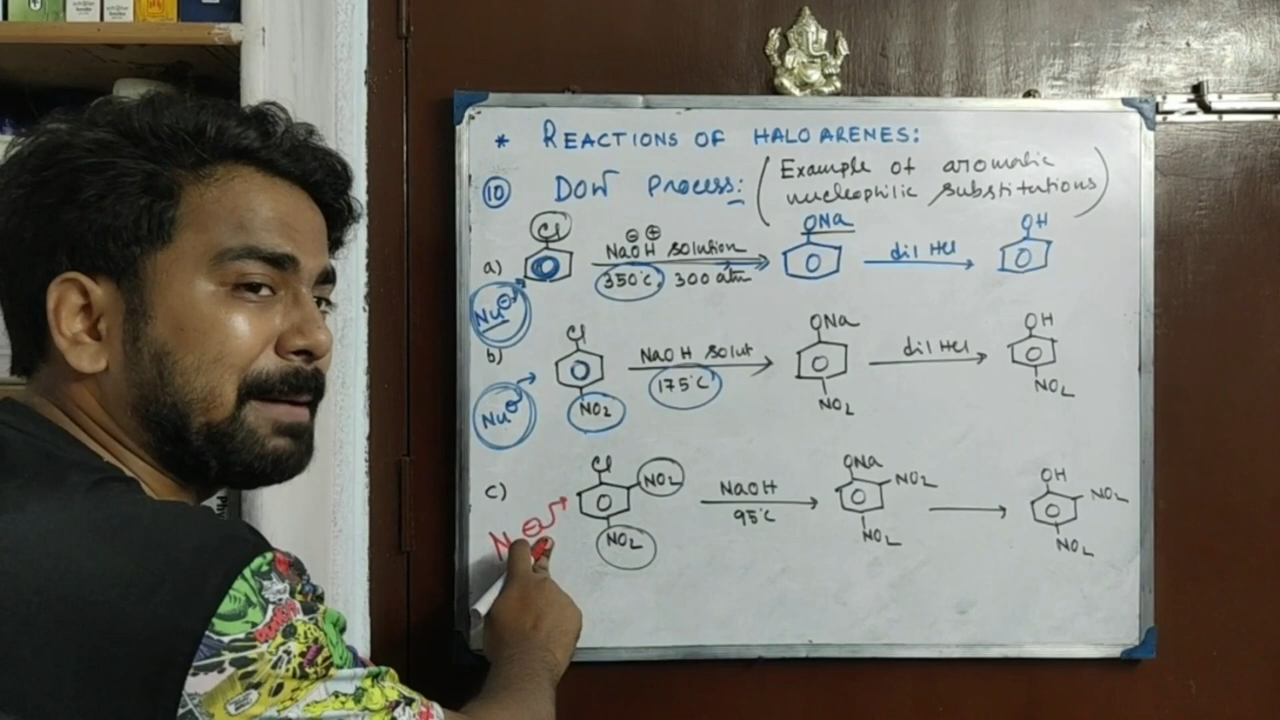 * REACTIONS OF HALO ARENES:
10 DOW Process: (Example of aromatic
nucleophilic substitutions)
a) Cl NaOH solution ONa dil HCl OH
⊖ ⊕
350°C, 300 atm
Nu⊖
b) Cl NaOH solut ONa dil HCl OH
175°C
Nu⊖ NO2 NO2 NO2
c) Cl NO2 NaOH ONa NO2 OH NO2
95°C
N ⊖ NO2 NO2 NO2